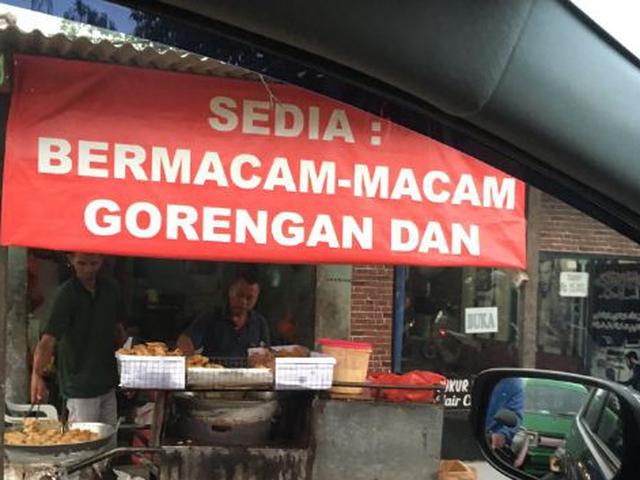 SEDIA :
BERMACAM-MACAM
GORENGAN DAN
BUKA